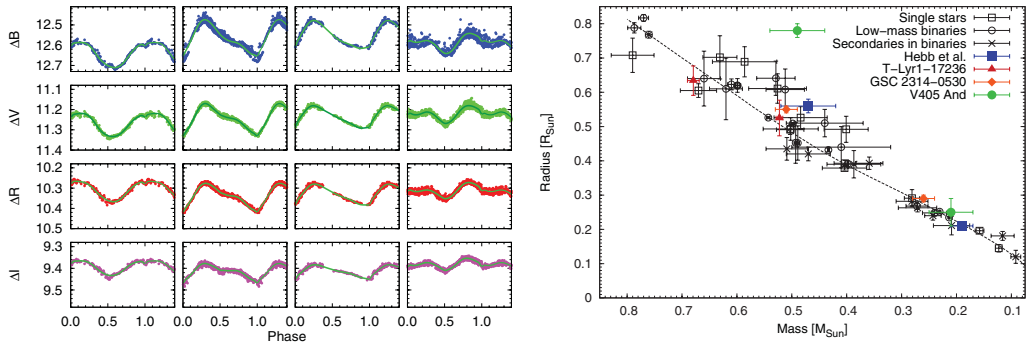 ΔB
12.4
12.5
12.6
12.7
ΔV
11.1
11.2
11.3
11.4
ΔR
10.2
10.3
10.4
10.5
ΔI
9.3
9.4
9.5
0.0 0.5 1.0 0.0 0.5 1.0 0.0 0.5 1.0 0.0 0.5 1.0
Phase
Radius [RSun]
0.8
0.7
0.6
0.5
0.4
0.3
0.2
0.1
0
Single stars
Low-mass binaries
Secondaries in binaries
Hebb et al.
T-Lyr1-17236
GSC 2314-0530
V405 And
0.8 0.7 0.6 0.5 0.4 0.3 0.2 0.1
Mass [MSun]